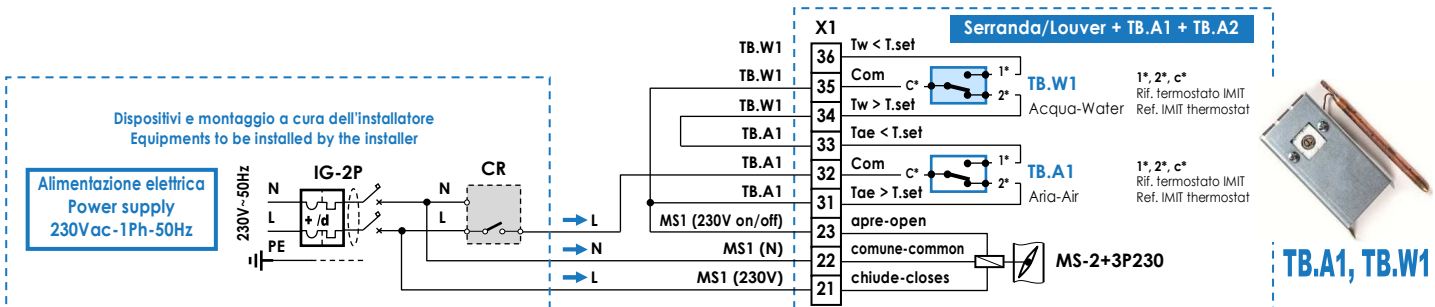 Dispositivi e montaggio a cura dell'installatore
Equipments to be installed by the installer
Alimentazione elettrica
Power supply
230Vac-1Ph-50Hz
230V~50Hz
N
L
PE
IG-2P
+ /d
N
L
CR
L
N
L
TB.W1
TB.W1
TB.W1
TB.A1
TB.A1
TB.A1
MS1 (230V on/off)
MS1 (N)
MS1 (230V)
X1
36
35
34
33
32
31
23
22
21
Serranda/Louver + TB.A1 + TB.A2
Tw < T.set
Com
Tw > T.set
Tae < T.set
Com
Tae > T.set
apre-open
comune-common
chiude-closes
C*
1*
2*
TB.W1
Acqua-Water
1*, 2*, c*
Rif. termostato IMIT
Ref. IMIT thermostat
C*
1*
2*
TB.A1
Aria-Air
1*, 2*, c*
Rif. termostato IMIT
Ref. IMIT thermostat
MS-2+3P230
TB.A1, TB.W1